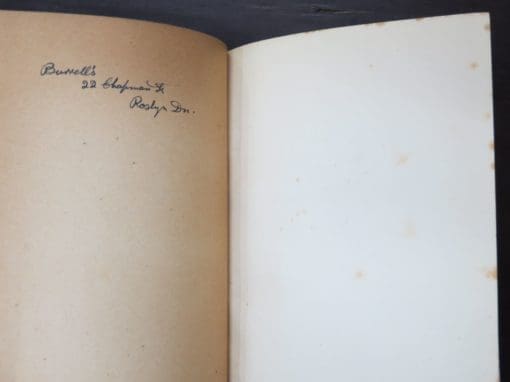 Burrell's
22 Chapman St
Roslyn Dn.